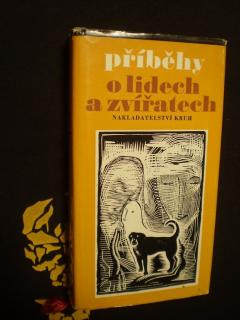 příběhy
o lidech
a zvířatech
NAKLADATELSTVÍ KRUH